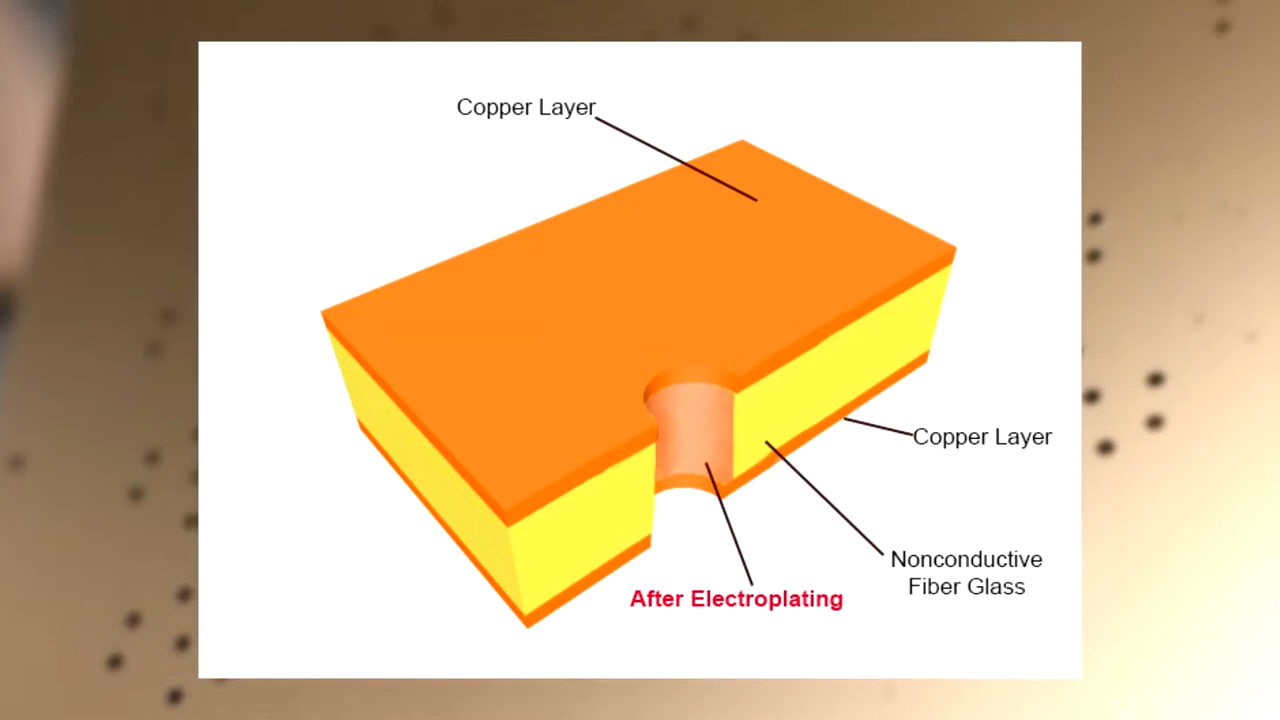 Copper Layer
Copper Layer
Nonconductive
Fiber Glass
After Electroplating